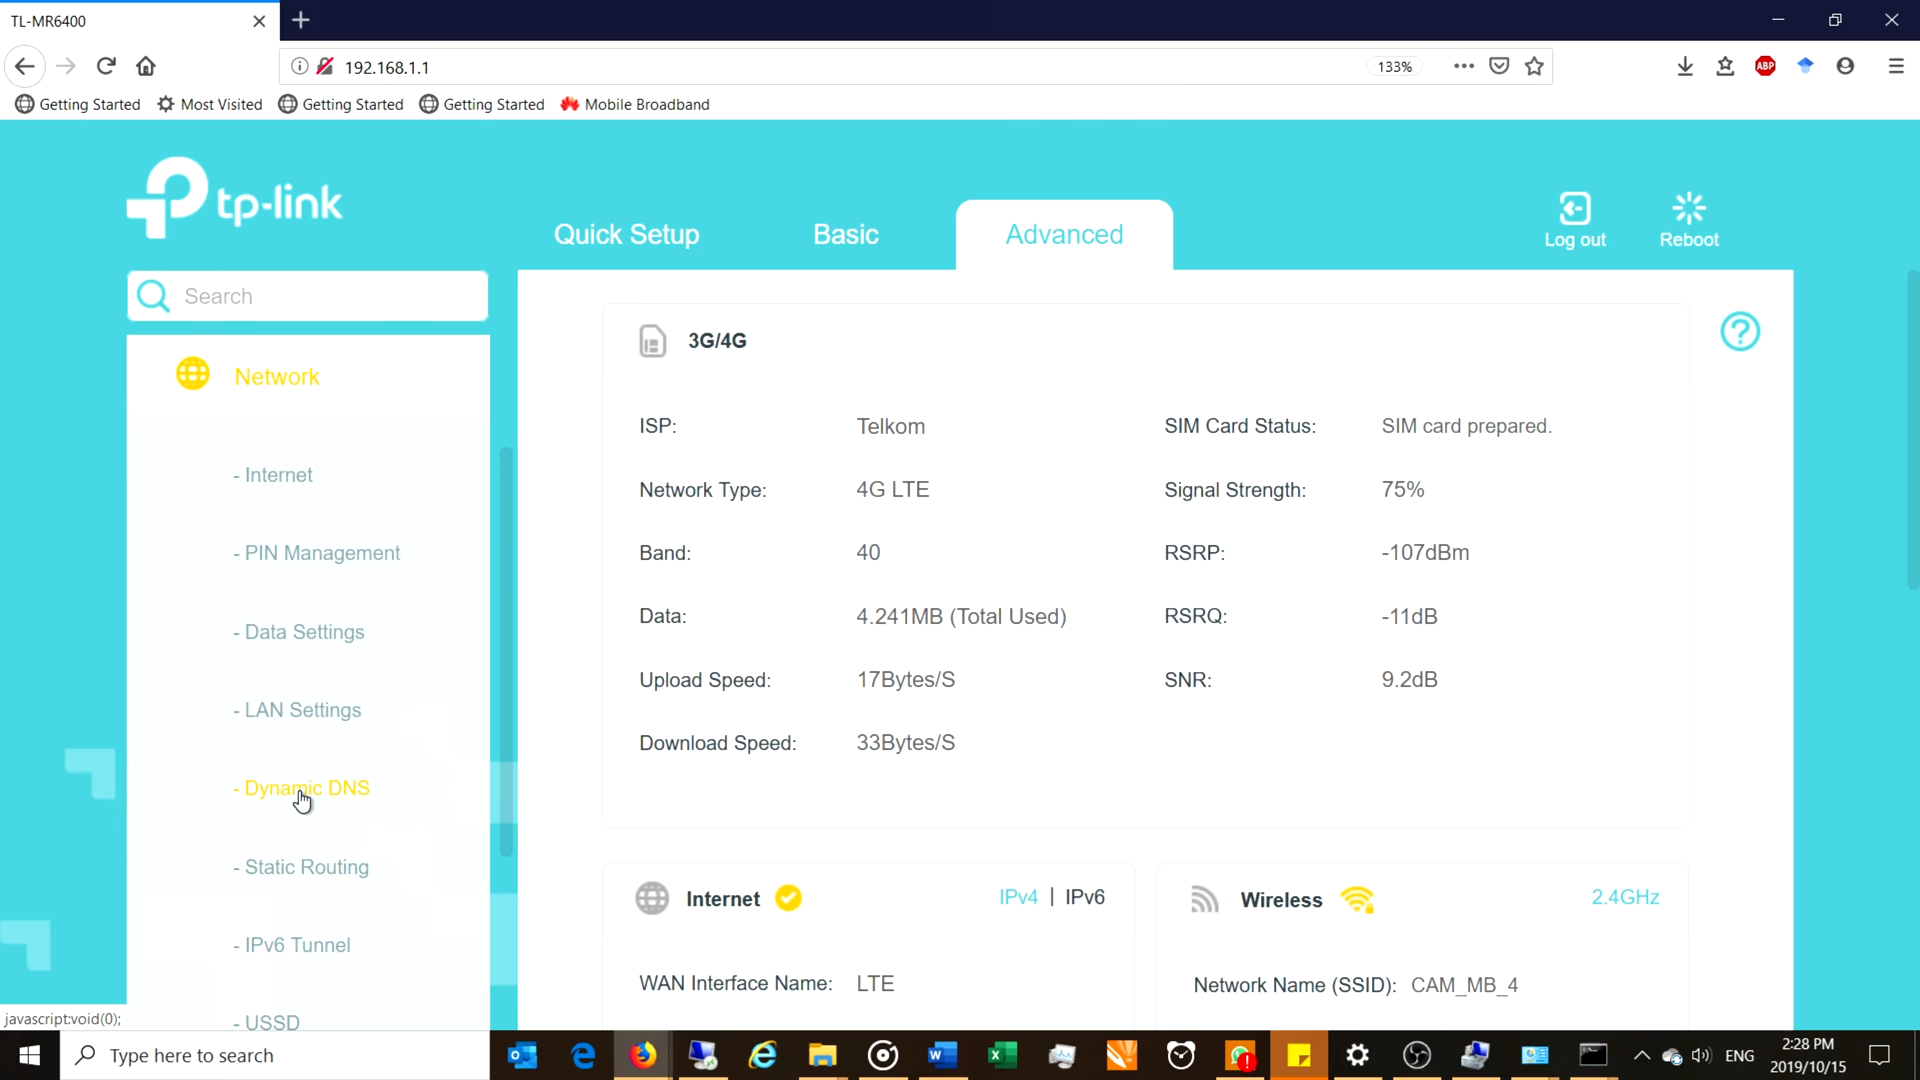 TL-MR6400
192.168.1.1
133%
ABP
Getting Started
Most Visited
Getting Started
Getting Started
Mobile Broadband
tp-link
Quick Setup
Basic
Advanced
Log out
Reboot
Search
Network
- Internet
- PIN Management
- Data Settings
- LAN Settings
- Dynamic DNS
- Static Routing
- IPv6 Tunnel
- USSD
3G/4G
ISP: Telkom SIM Card Status: SIM card prepared.
Network Type: 4G LTE Signal Strength: 75%
Band: 40 RSRP: -107dBm
Data: 4.241MB (Total Used) RSRQ: -11dB
Upload Speed: 17Bytes/S SNR: 9.2dB
Download Speed: 33Bytes/S
Internet IPv4 | IPv6
WAN Interface Name: LTE
Wireless 2.4GHz
Network Name (SSID): CAM_MB_4
javascript:void(0);
Type here to search
ENG
2:28 PM
2019/10/15